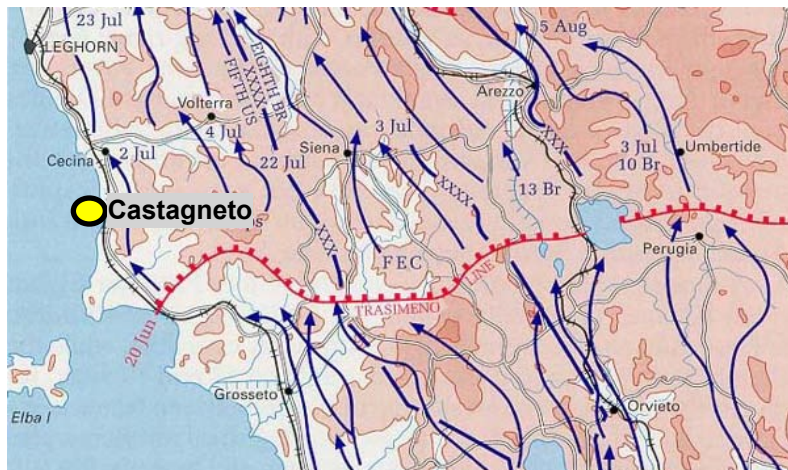 23 Jul
LEGHORN
5 Aug
EIGHTH BR
XXXX
FIFTH US
Arezzo
Volterra
4 Jul
3 Jul
XXX
Cecina
2 Jul
22 Jul
Siena
3 Jul
10 Br
Umbertide
XXXX
13 Br
Castagneto
Perugia
XXX
FEC
TRASIMENO
LINE
20 Jun
Grosseto
Elba I
Orvieto